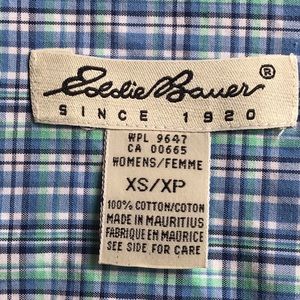 Eddie Bauer ®
SINCE 1920
WPL 9647
CA 00665
WOMENS/FEMME
XS/XP
100% COTTON/COTON
MADE IN MAURITIUS
FABRIQUE EN MAORICE
SEE SIDE FOR CARE